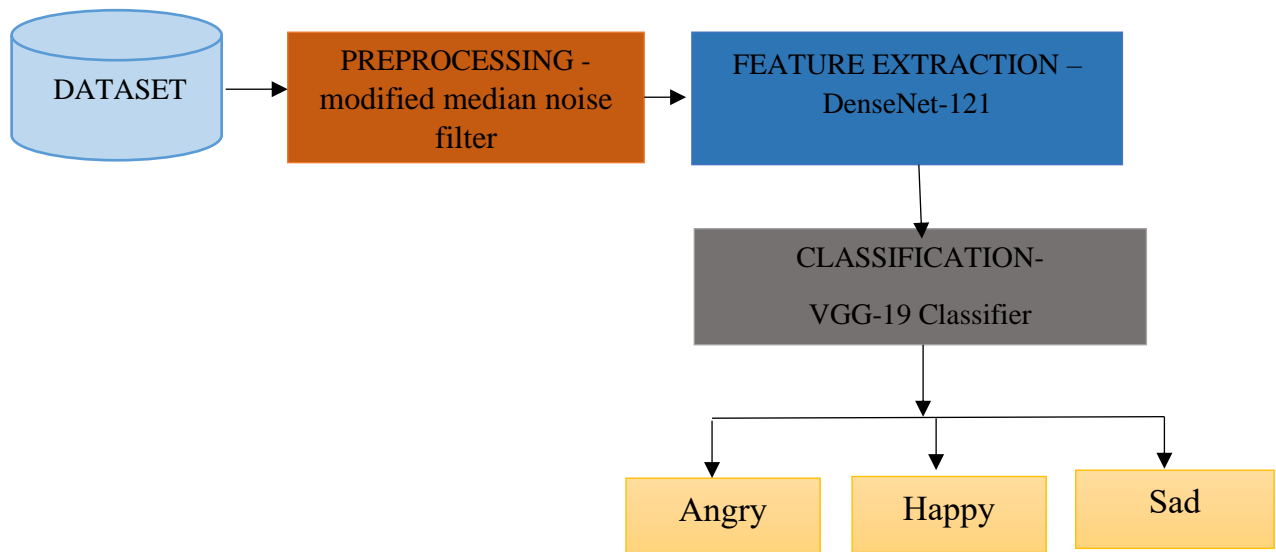 DATASET
PREPROCESSING -
modified median noise
filter
FEATURE EXTRACTION –
DenseNet-121
CLASSIFICATION-
VGG-19 Classifier
Angry
Happy
Sad